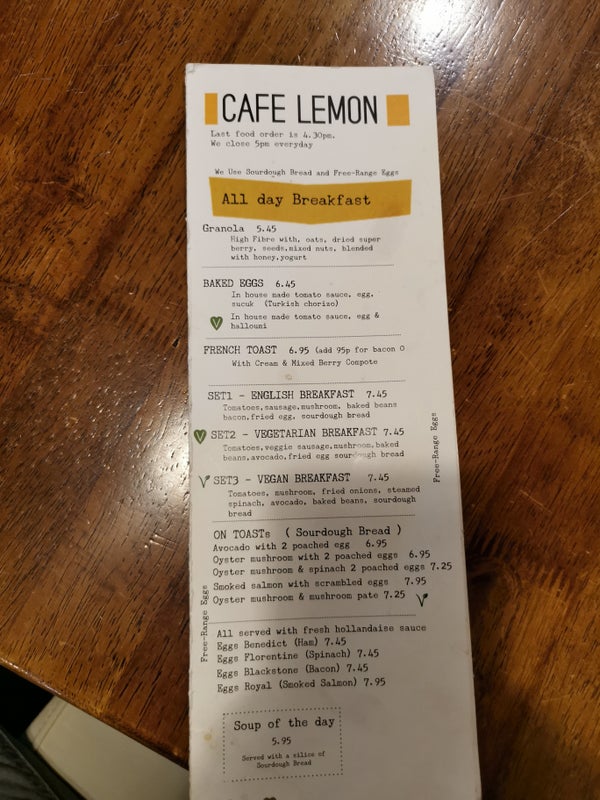 CAFE LEMON
Last food order is 4.30pm.
We close 5pm everyday
We Use Sourdough Bread and Free-Range Eggs
All day Breakfast
Granola 5.45
High Fibre with, oats, dried super
berry, seeds,mixed nuts, blended
with honey,yogurt
BAKED EGGS 6.45
In house made tomato sauce, egg,
sucuk (Turkish chorizo)
In house made tomato sauce, egg &
halloumi
FRENCH TOAST 6.95 (add 95p for bacon O
With Cream & Mixed Berry Compote
SET1 - ENGLISH BREAKFAST 7.45
Tomatoes,sausage,mushroom, baked beans
bacon,fried egg, sourdough bread
SET2 - VEGETARIAN BREAKFAST 7.45
Tomatoes,veggie sausage,mushroom,baked
beans,avocado,fried egg sourdough bread
SET3 - VEGAN BREAKFAST 7.45
Tomatoes, mushroom, fried onions, steamed
spinach, avocado, baked beans, sourdough
bread
Free-Range Eggs
ON TOASTs ( Sourdough Bread )
Avocado with 2 poached egg 6.95
Oyster mushroom with 2 poached eggs 6.95
Oyster mushroom & spinach 2 poached eggs 7.25
Smoked salmon with scrambled eggs 7.95
Oyster mushroom & mushroom pate 7.25
Free-Range Eggs
All served with fresh hollandaise sauce
Eggs Benedict (Ham) 7.45
Eggs Florentine (Spinach) 7.45
Eggs Blackstone (Bacon) 7.45
Eggs Royal (Smoked Salmon) 7.95
Soup of the day
5.95
Served with a slice of
Sourdough Bread